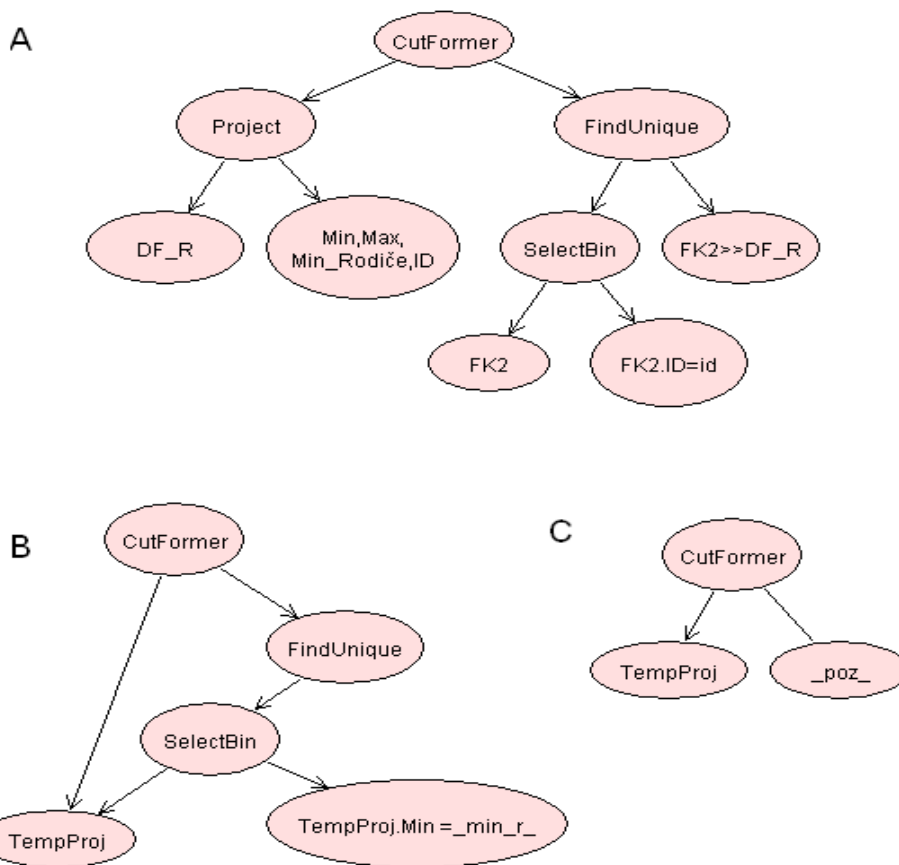 A
CutFormer
Project
FindUnique
DF_R
Min,Max,
Min_Rodiče,ID
SelectBin
FK2>>DF_R
FK2
FK2.ID=id
B
CutFormer
FindUnique
SelectBin
TempProj
TempProj.Min =_min_r_
C
CutFormer
TempProj
_poz_